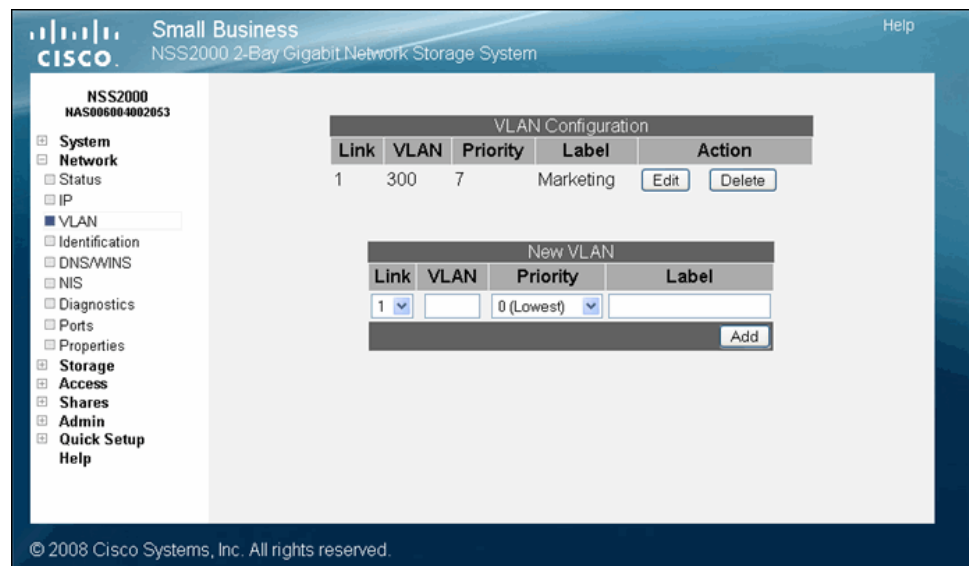 Small Business
Help
CISCO.
NSS2000 2-Bay Gigabit Network Storage System
NSS2000
NAS006004002053
System
Network
Status
IP
VLAN
Identification
DNS/WINS
NIS
Diagnostics
Ports
Properties
Storage
Access
Shares
Admin
Quick Setup
Help
VLAN Configuration
Link VLAN Priority Label Action
1 300 7 Marketing Edit Delete
New VLAN
Link VLAN Priority Label
1 0 (Lowest)
Add
© 2008 Cisco Systems, Inc. All rights reserved.